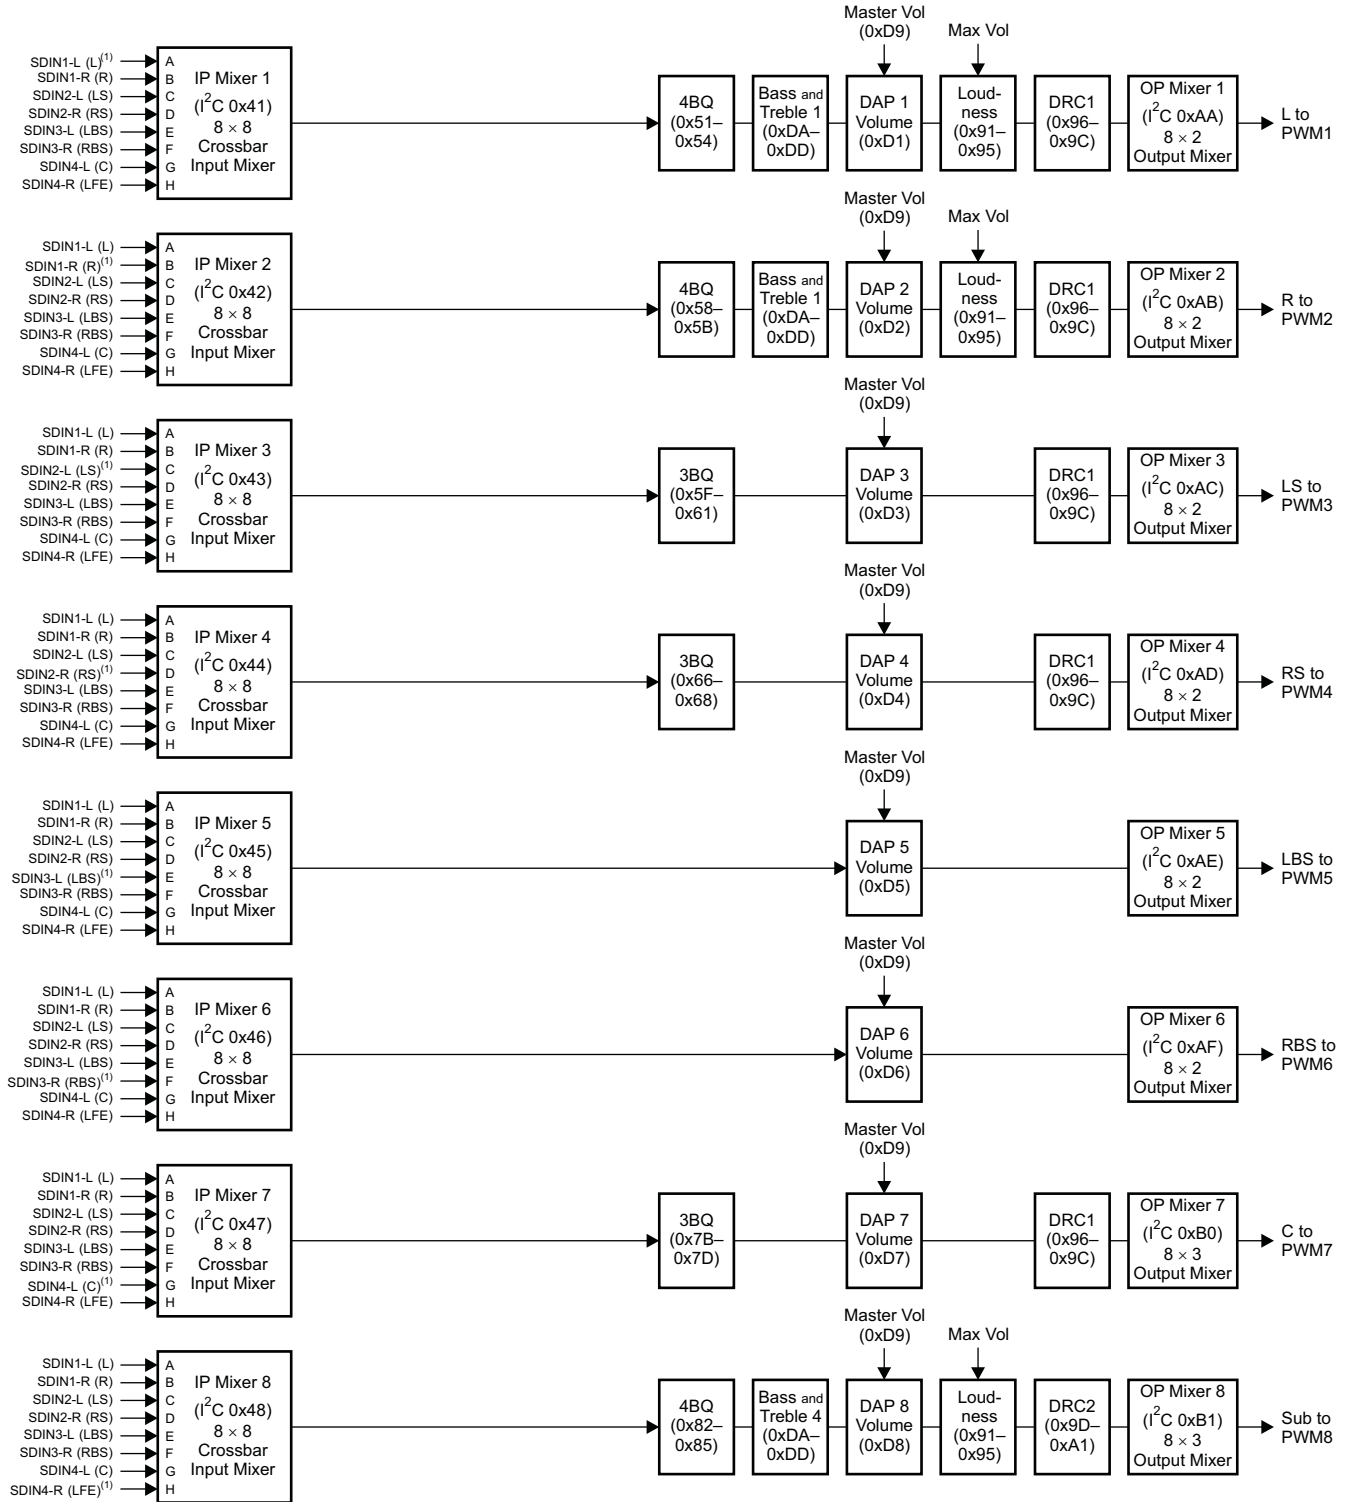 Master Vol
(0xD9)
Max Vol
SDIN1-L (L)(1)
SDIN1-R (R)
SDIN2-L (LS)
SDIN2-R (RS)
SDIN3-L (LBS)
SDIN3-R (RBS)
SDIN4-L (C)
SDIN4-R (LFE)
A
B
C
D
E
F
G
H
IP Mixer 1
(I2C 0x41)
8 × 8
Crossbar
Input Mixer
4BQ
(0x51–
0x54)
Bass and
Treble 1
(0xDA–
0xDD)
DAP 1
Volume
(0xD1)
Loud-
ness
(0x91–
0x95)
DRC1
(0x96–
0x9C)
OP Mixer 1
(I2C 0xAA)
8 × 2
Output Mixer
L to
PWM1
Master Vol
(0xD9)
Max Vol
SDIN1-L (L)
SDIN1-R (R)(1)
SDIN2-L (LS)
SDIN2-R (RS)
SDIN3-L (LBS)
SDIN3-R (RBS)
SDIN4-L (C)
SDIN4-R (LFE)
A
B
C
D
E
F
G
H
IP Mixer 2
(I2C 0x42)
8 × 8
Crossbar
Input Mixer
4BQ
(0x58–
0x5B)
Bass and
Treble 1
(0xDA–
0xDD)
DAP 2
Volume
(0xD2)
Loud-
ness
(0x91–
0x95)
DRC1
(0x96–
0x9C)
OP Mixer 2
(I2C 0xAB)
8 × 2
Output Mixer
R to
PWM2
Master Vol
(0xD9)
SDIN1-L (L)
SDIN1-R (R)
SDIN2-L (LS)(1)
SDIN2-R (RS)
SDIN3-L (LBS)
SDIN3-R (RBS)
SDIN4-L (C)
SDIN4-R (LFE)
A
B
C
D
E
F
G
H
IP Mixer 3
(I2C 0x43)
8 × 8
Crossbar
Input Mixer
3BQ
(0x5F–
0x61)
DAP 3
Volume
(0xD3)
DRC1
(0x96–
0x9C)
OP Mixer 3
(I2C 0xAC)
8 × 2
Output Mixer
LS to
PWM3
Master Vol
(0xD9)
SDIN1-L (L)
SDIN1-R (R)
SDIN2-L (LS)
SDIN2-R (RS)(1)
SDIN3-L (LBS)
SDIN3-R (RBS)
SDIN4-L (C)
SDIN4-R (LFE)
A
B
C
D
E
F
G
H
IP Mixer 4
(I2C 0x44)
8 × 8
Crossbar
Input Mixer
3BQ
(0x66–
0x68)
DAP 4
Volume
(0xD4)
DRC1
(0x96–
0x9C)
OP Mixer 4
(I2C 0xAD)
8 × 2
Output Mixer
RS to
PWM4
Master Vol
(0xD9)
SDIN1-L (L)
SDIN1-R (R)
SDIN2-L (LS)
SDIN2-R (RS)
SDIN3-L (LBS)(1)
SDIN3-R (RBS)
SDIN4-L (C)
SDIN4-R (LFE)
A
B
C
D
E
F
G
H
IP Mixer 5
(I2C 0x45)
8 × 8
Crossbar
Input Mixer
DAP 5
Volume
(0xD5)
OP Mixer 5
(I2C 0xAE)
8 × 2
Output Mixer
LBS to
PWM5
Master Vol
(0xD9)
SDIN1-L (L)
SDIN1-R (R)
SDIN2-L (LS)
SDIN2-R (RS)
SDIN3-L (LBS)
SDIN3-R (RBS)(1)
SDIN4-L (C)
SDIN4-R (LFE)
A
B
C
D
E
F
G
H
IP Mixer 6
(I2C 0x46)
8 × 8
Crossbar
Input Mixer
DAP 6
Volume
(0xD6)
OP Mixer 6
(I2C 0xAF)
8 × 2
Output Mixer
RBS to
PWM6
Master Vol
(0xD9)
SDIN1-L (L)
SDIN1-R (R)
SDIN2-L (LS)
SDIN2-R (RS)
SDIN3-L (LBS)
SDIN3-R (RBS)
SDIN4-L (C)(1)
SDIN4-R (LFE)
A
B
C
D
E
F
G
H
IP Mixer 7
(I2C 0x47)
8 × 8
Crossbar
Input Mixer
3BQ
(0x7B–
0x7D)
DAP 7
Volume
(0xD7)
DRC1
(0x96–
0x9C)
OP Mixer 7
(I2C 0xB0)
8 × 3
Output Mixer
C to
PWM7
Master Vol
(0xD9)
Max Vol
SDIN1-L (L)
SDIN1-R (R)
SDIN2-L (LS)
SDIN2-R (RS)
SDIN3-L (LBS)
SDIN3-R (RBS)
SDIN4-L (C)
SDIN4-R (LFE)(1)
A
B
C
D
E
F
G
H
IP Mixer 8
(I2C 0x48)
8 × 8
Crossbar
Input Mixer
4BQ
(0x82–
0x85)
Bass and
Treble 4
(0xDA–
0xDD)
DAP 8
Volume
(0xD8)
Loud-
ness
(0x91–
0x95)
DRC2
(0x9D–
0xA1)
OP Mixer 8
(I2C 0xB1)
8 × 3
Output Mixer
Sub to
PWM8